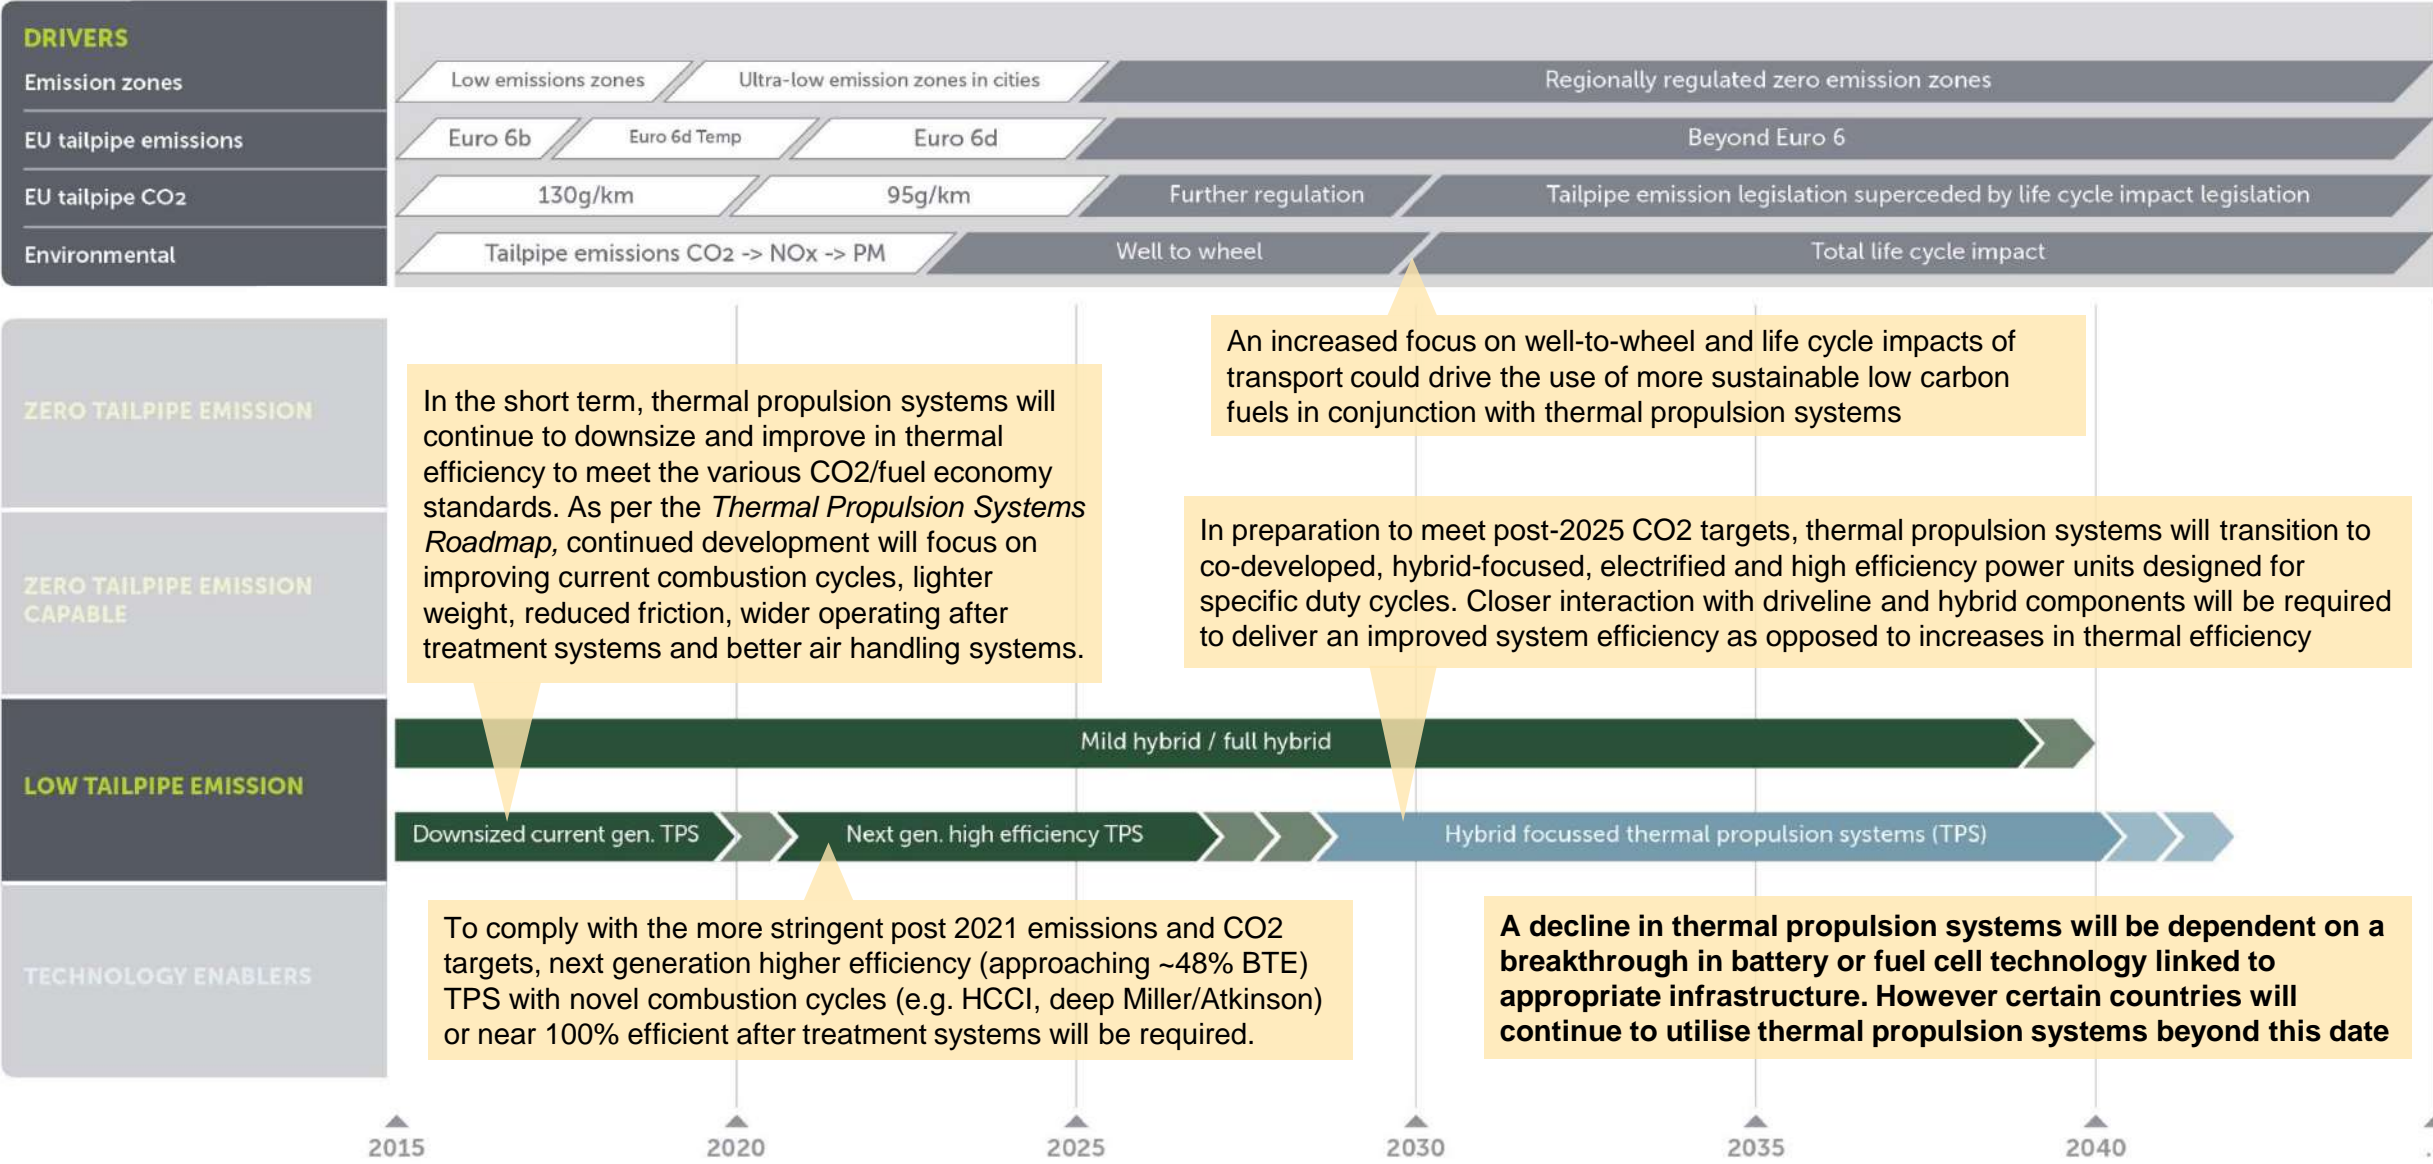 DRIVERS
Emission zones
Low emissions zones
Ultra-low emission zones in cities
Regionally regulated zero emission zones
EU tailpipe emissions
Euro 6b
Euro 6d Temp
Euro 6d
Beyond Euro 6
EU tailpipe CO2
130g/km
95g/km
Further regulation
Tailpipe emission legislation superceded by life cycle impact legislation
Environmental
Tailpipe emissions CO2 -> NOx -> PM
Well to wheel
Total life cycle impact
An increased focus on well-to-wheel and life cycle impacts of
transport could drive the use of more sustainable low carbon
fuels in conjunction with thermal propulsion systems
ZERO TAILPIPE EMISSION
In the short term, thermal propulsion systems will
continue to downsize and improve in thermal
efficiency to meet the various CO2/fuel economy
standards. As per the Thermal Propulsion Systems
Roadmap, continued development will focus on
improving current combustion cycles, lighter
weight, reduced friction, wider operating after
treatment systems and better air handling systems.
In preparation to meet post-2025 CO2 targets, thermal propulsion systems will transition to
co-developed, hybrid-focused, electrified and high efficiency power units designed for
specific duty cycles. Closer interaction with driveline and hybrid components will be required
to deliver an improved system efficiency as opposed to increases in thermal efficiency
ZERO TAILPIPE EMISSION
CAPABLE
LOW TAILPIPE EMISSION
Mild hybrid / full hybrid
Downsized current gen. TPS
Next gen. high efficiency TPS
Hybrid focussed thermal propulsion systems (TPS)
To comply with the more stringent post 2021 emissions and CO2
targets, next generation higher efficiency (approaching ~48% BTE)
TPS with novel combustion cycles (e.g. HCCI, deep Miller/Atkinson)
or near 100% efficient after treatment systems will be required.
A decline in thermal propulsion systems will be dependent on a
breakthrough in battery or fuel cell technology linked to
appropriate infrastructure. However certain countries will
continue to utilise thermal propulsion systems beyond this date
TECHNOLOGY ENABLERS
2015
2020
2025
2030
2035
2040